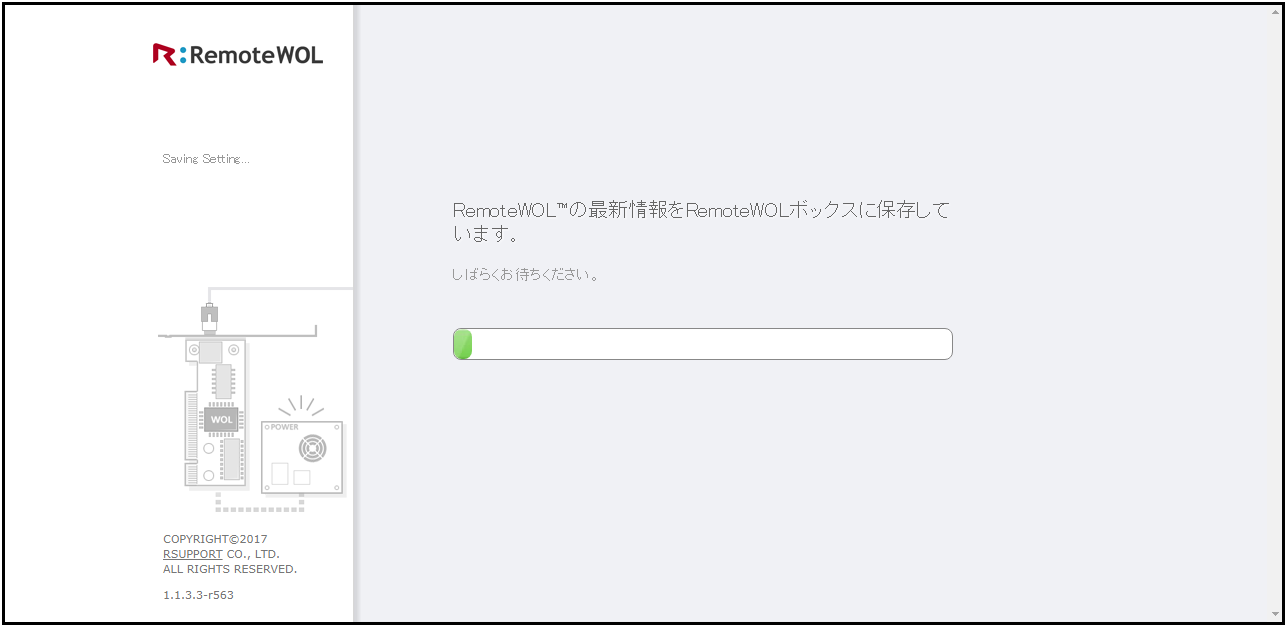 R:RemoteWOL
Saving Setting...
RemoteWOL™の最新情報をRemoteWOLボックスに保存して
います。
しばらくお待ちください。
WOL
POWER
COPYRIGHT©2017
RSUPPORT CO., LTD.
ALL RIGHTS RESERVED.
1.1.3.3-r563